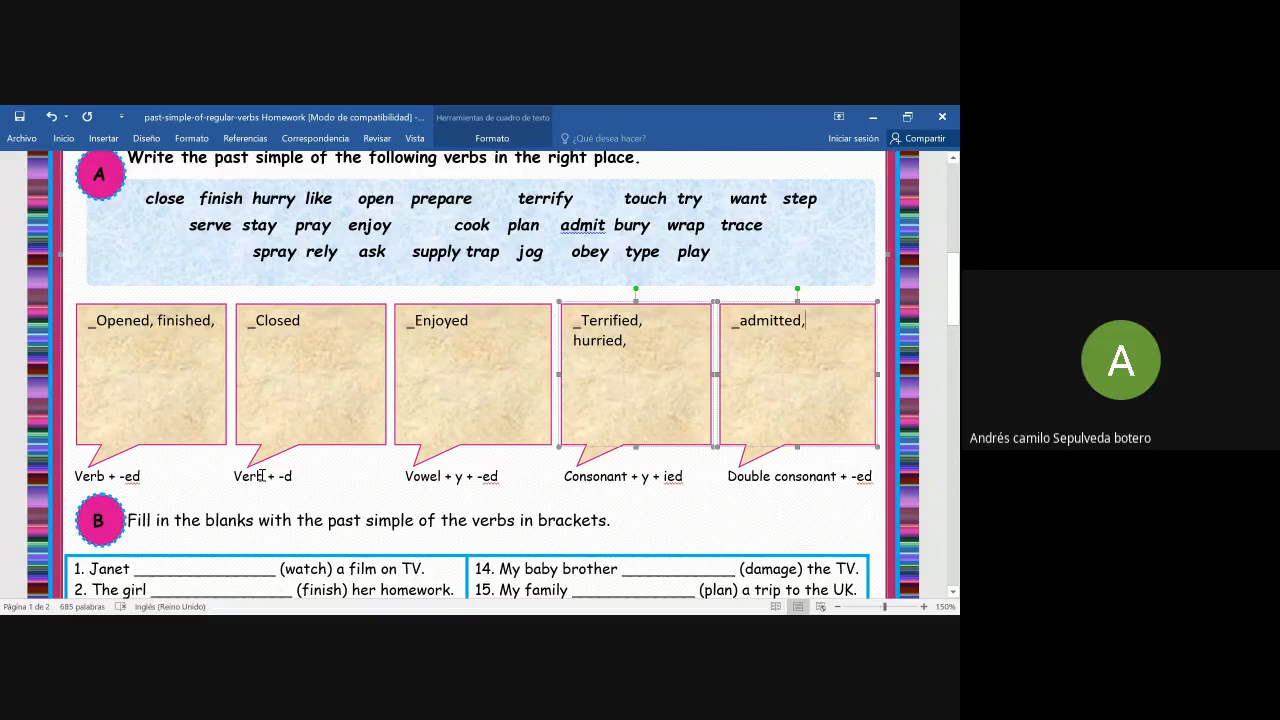 past-simple-of-regular-verbs Homework [Modo de compatibilidad] -...
Herramientas de cuadro de texto
Archivo Inicio Insertar Diseño Formato Referencias Correspondencia Revisar Vista Formato ¿Qué desea hacer? Iniciar sesión Compartir
A Write the past simple of the following verbs in the right place.
close finish hurry like open prepare terrify touch try want step
serve stay pray enjoy cook plan admit bury wrap trace
spray rely ask supply trap jog obey type play
_Opened, finished, _Closed _Enjoyed _Terrified, _admitted,
hurried,
A
Andrés camilo Sepulveda botero
Verb + -ed Verb + -d Vowel + y + -ed Consonant + y + ied Double consonant + -ed
B Fill in the blanks with the past simple of the verbs in brackets.
1. Janet _______________ (watch) a film on TV. 14. My baby brother ____________ (damage) the TV.
2. The girl _______________ (finish) her homework. 15. My family _____________ (plan) a trip to the UK.
Página 1 de 2 685 palabras Inglés (Reino Unido) 150%